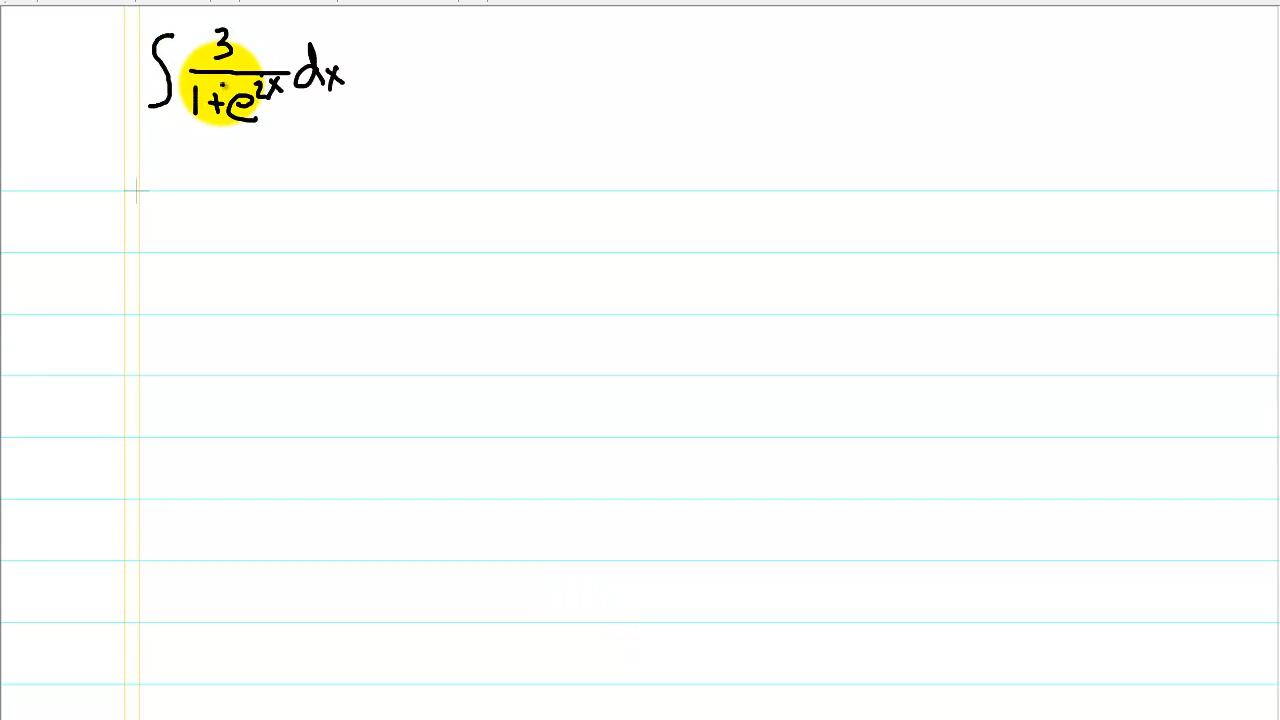 ∫ 3/(1+e^{2x}) dx